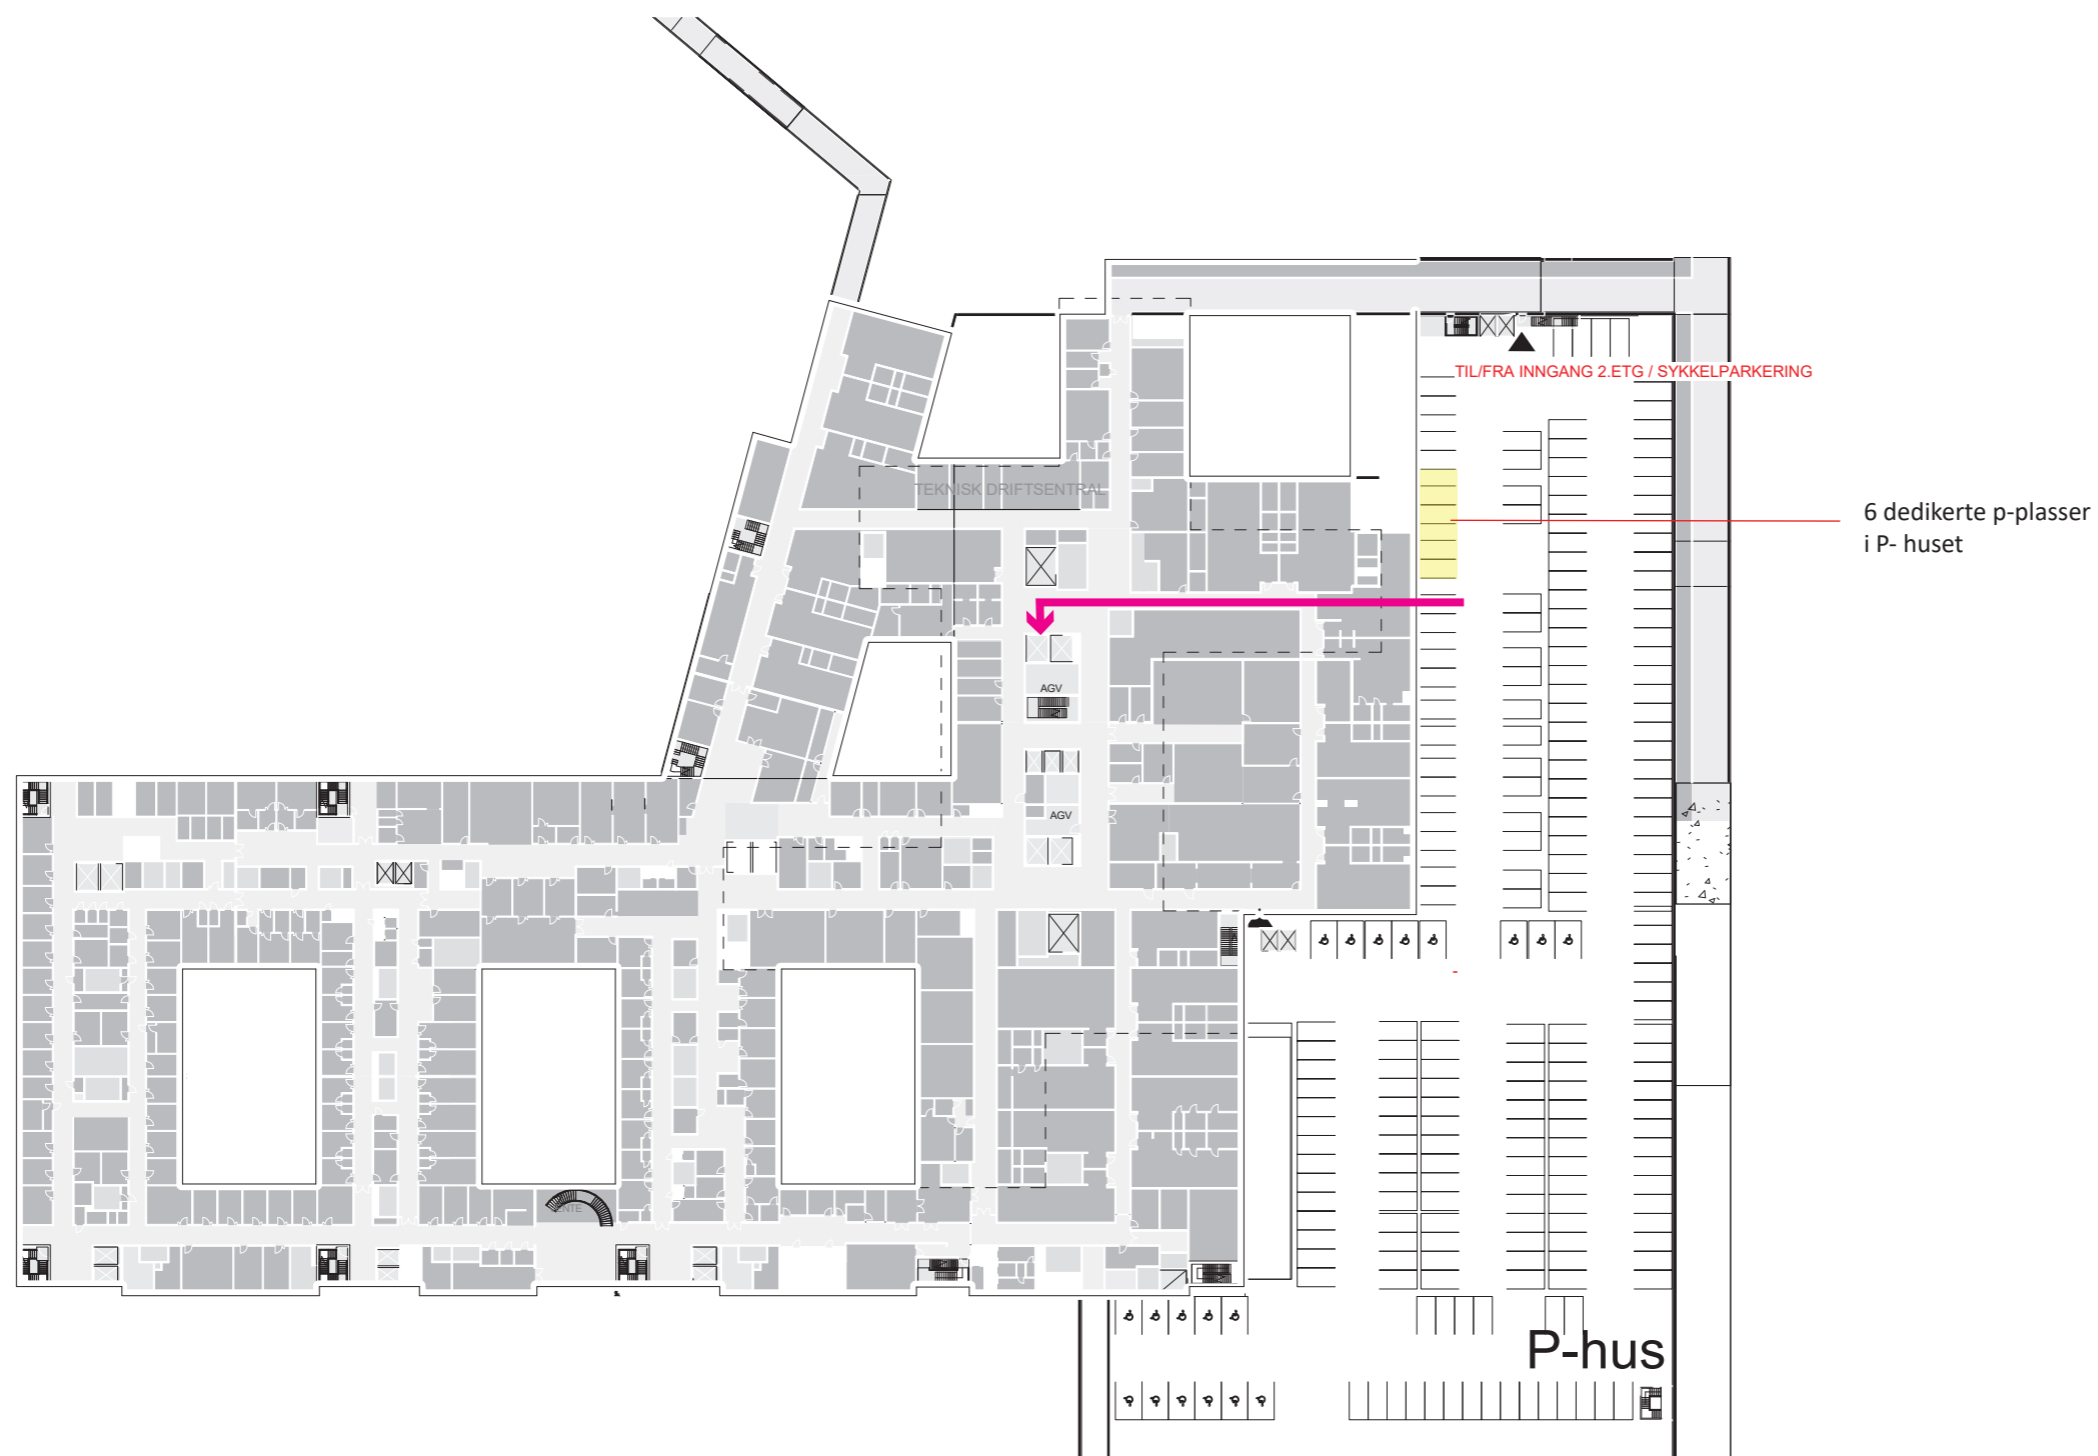 TIL/FRA INNGANG 2.ETG / SYKKELPARKERING
TEKNISK DRIFTSENTRAL
6 dedikerte p-plasser
i P- huset
AGV
AGV
P-hus